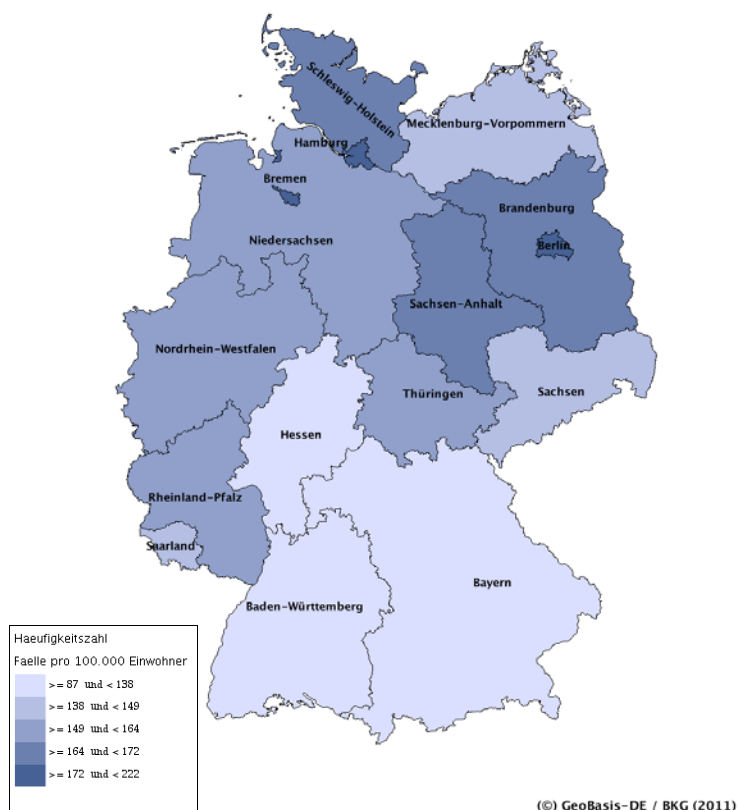 Schleswig-Holstein
Mecklenburg-Vorpommern
Hamburg
Bremen
Brandenburg
Niedersachsen
Berlin
Sachsen-Anhalt
Nordrhein-Westfalen
Thüringen
Sachsen
Hessen
Rheinland-Pfalz
Saarland
Bayern
Baden-Württemberg
Haeufigkeitszahl
Faelle pro 100.000 Einwohner
>= 87 und < 138
>= 138 und < 149
>= 149 und < 164
>= 164 und < 172
>= 172 und < 222
(©) GeoBasis-DE / BKG (2011)